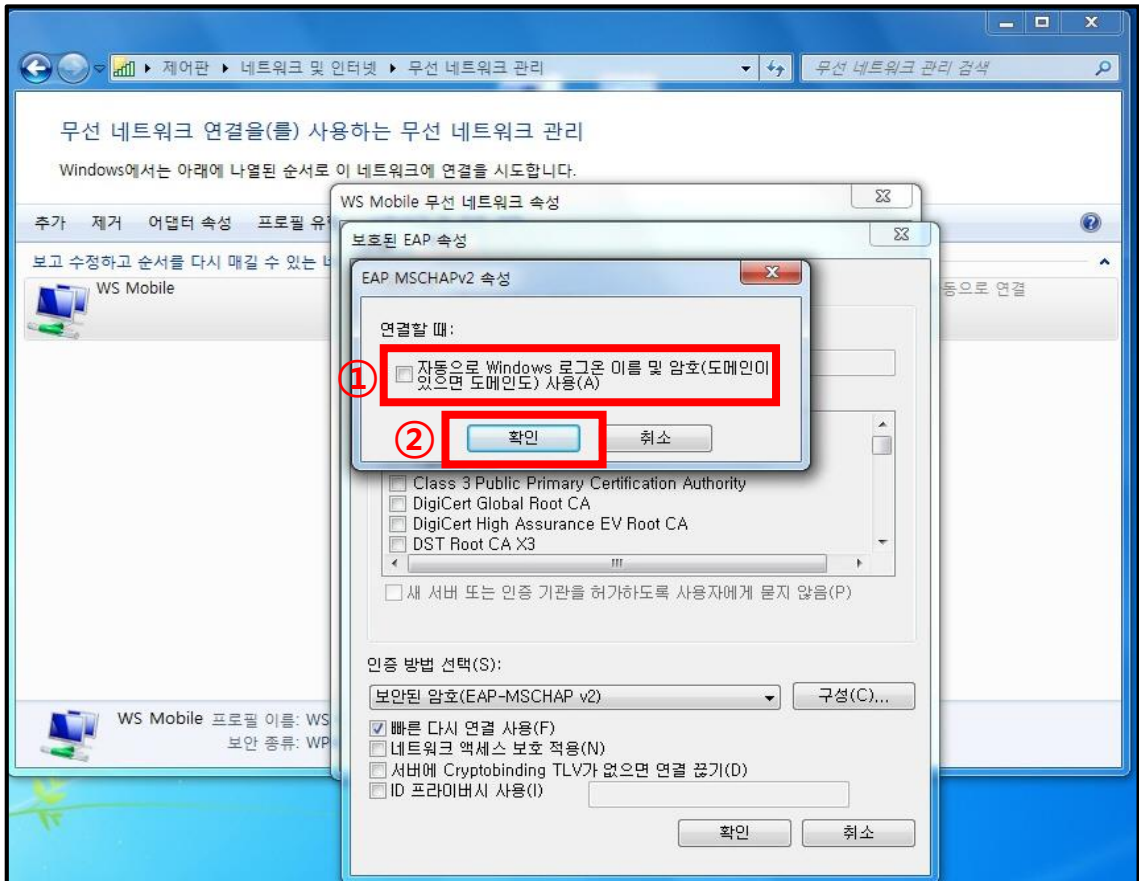 제어판 ▶ 네트워크 및 인터넷 ▶ 무선 네트워크 관리
무선 네트워크 관리 검색
무선 네트워크 연결을(를) 사용하는 무선 네트워크 관리
Windows에서는 아래에 나열된 순서로 이 네트워크에 연결을 시도합니다.
추가 제거 어댑터 속성 프로필 유
보고 수정하고 순서를 다시 매길 수 있는
WS Mobile
동으로 연결
WS Mobile 무선 네트워크 속성
보호된 EAP 속성
EAP MSCHAPv2 속성
연결할 때:
①
자동으로 Windows 로그온 이름 및 암호(도메인이
있으면 도메인도) 사용(A)
②
확인 취소
Class 3 Public Primary Certification Authority
DigiCert Global Root CA
DigiCert High Assurance EV Root CA
DST Root CA X3
새 서버 또는 인증 기관을 허가하도록 사용자에게 묻지 않음(P)
인증 방법 선택(S):
보안된 암호(EAP-MSCHAP v2) 구성(C)...
빠른 다시 연결 사용(F)
네트워크 액세스 보호 적용(N)
서버에 Cryptobinding TLV가 없으면 연결 끊기(D)
ID 프라이버시 사용(I)
확인 취소
WS Mobile 프로필 이름: WS
보안 종류: WP